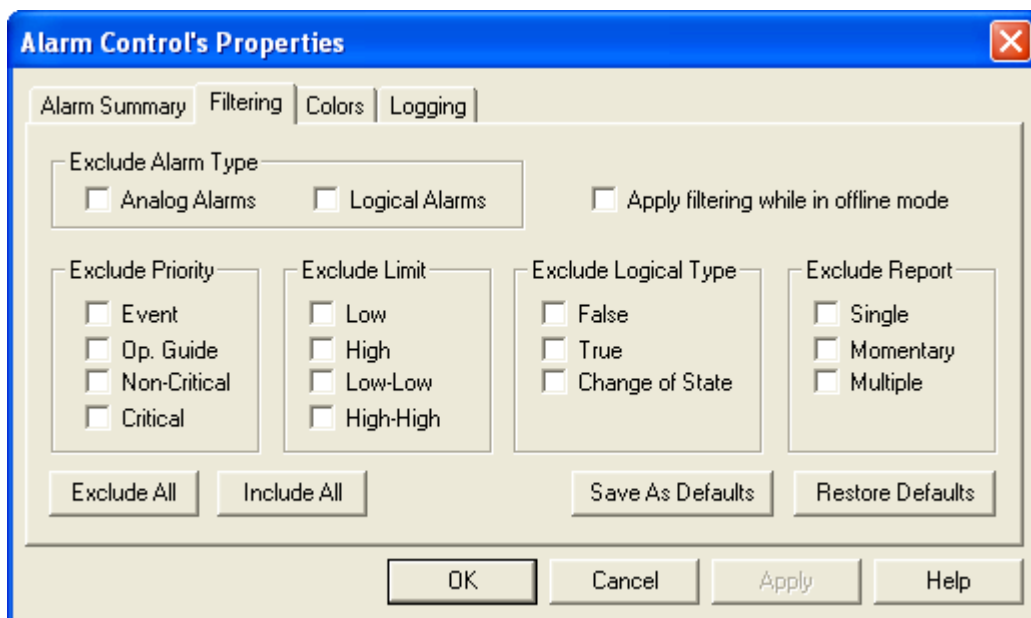 Alarm Control's Properties
Alarm Summary Filtering Colors Logging
Exclude Alarm Type
Analog Alarms Logical Alarms Apply filtering while in offline mode
Exclude Priority Exclude Limit Exclude Logical Type Exclude Report
Event Low False Single
Op. Guide High True Momentary
Non-Critical Low-Low Change of State Multiple
Critical High-High
Exclude All Include All Save As Defaults Restore Defaults
OK Cancel Apply Help